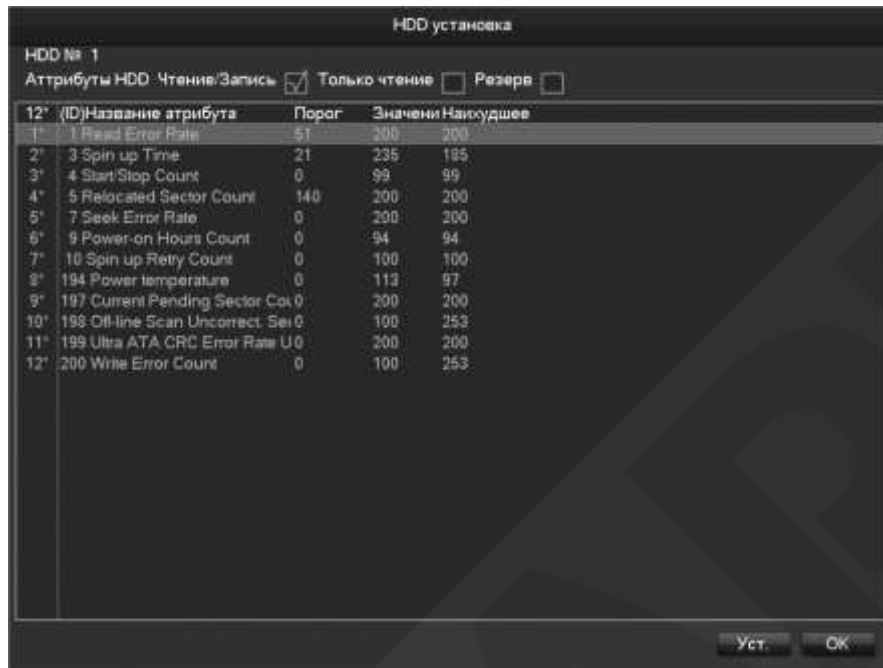 HDD установка
HDD № 1
Аттрибуты HDD Чтение/Запись Только чтение Резерв
12* (ID)Название атрибута Порог Значени Наихудшее
1* 1 Read Error Rate 51 200 200
2* 3 Spin up Time 21 235 185
3* 4 Start/Stop Count 0 99 99
4* 5 Relocated Sector Count 140 200 200
5* 7 Seek Error Rate 0 200 200
6* 9 Power-on Hours Count 0 94 94
7* 10 Spin up Retry Count 0 100 100
8* 194 Power temperature 0 113 97
9* 197 Current Pending Sector Cou 0 200 200
10* 198 Off-line Scan Uncorrect. Sec 0 100 253
11* 199 Ultra ATA CRC Error Rate U 0 200 200
12* 200 Write Error Count 0 100 253
Уст. OK